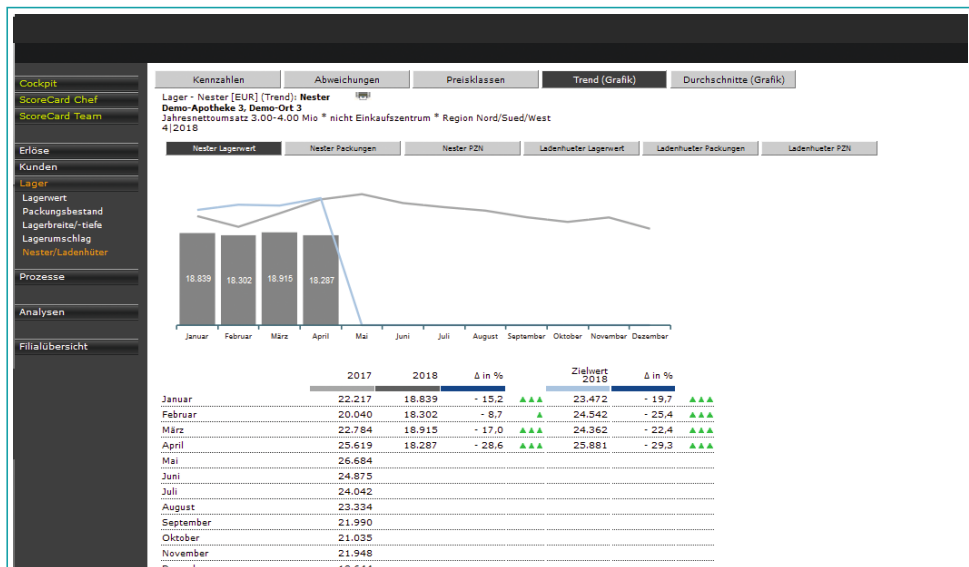 Kennzahlen Abweichungen Preisklassen Trend (Grafik) Durchschnitte (Grafik)
Cockpit
ScoreCard Chef
ScoreCard Team
Erlöse
Kunden
Lager
Lagerwert
Packungsbestand
Lagerbreite/-tiefe
Lagerumschlag
Nester/Ladenhüter
Prozesse
Analysen
Filialübersicht
Lager - Nester [EUR] (Trend): Nester
Demo-Apotheke 3, Demo-Ort 3
Jahresnettoumsatz 3.00-4.00 Mio * nicht Einkaufszentrum * Region Nord/Sued/West
4|2018
Nester Lagerwert Nester Packungen Nester PZN Ladenhueter Lagerwert Ladenhueter Packungen Ladenhueter PZN
18.839 18.302 18.915 18.287
Januar Februar März April Mai Juni Juli August September Oktober November Dezember
2017 2018 Δ in % Zielwert 2018 Δ in %
Januar 22.217 18.839 - 15,2 ▲▲▲ 23.472 - 19,7 ▲▲▲
Februar 20.040 18.302 - 8,7 ▲ 24.542 - 25,4 ▲▲▲
März 22.784 18.915 - 17,0 ▲▲▲ 24.362 - 22,4 ▲▲▲
April 25.619 18.287 - 28,6 ▲▲▲ 25.881 - 29,3 ▲▲▲
Mai 26.684
Juni 24.875
Juli 24.042
August 23.334
September 21.990
Oktober 21.035
November 21.948